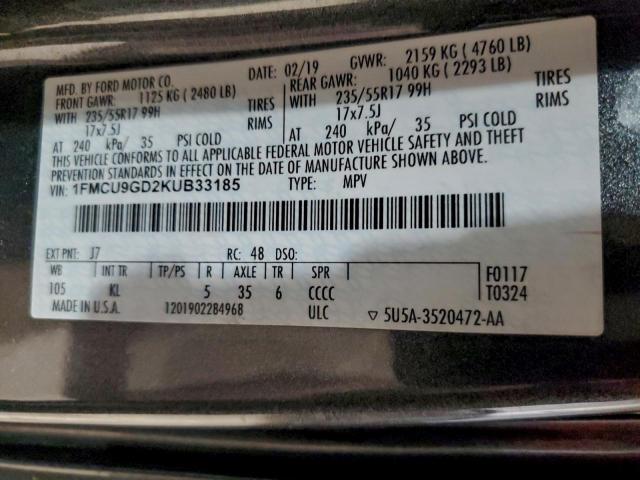 MFD. BY FORD MOTOR CO.
DATE: 02/19 GVWR: 2159 KG ( 4760 LB)
FRONT GAWR: 1125 KG ( 2480 LB) REAR GAWR: 1040 KG ( 2293 LB)
WITH 235/55R17 99H TIRES WITH 235/55R17 99H TIRES
17x7.5J RIMS 17x7.5J RIMS
AT 240 kPa/ 35 PSI COLD AT 240 kPa/ 35 PSI COLD
THIS VEHICLE CONFORMS TO ALL APPLICABLE FEDERAL MOTOR VEHICLE SAFETY AND THEFT
PREVENTION STANDARDS IN EFFECT ON THE DATE OF MANUFACTURE SHOWN ABOVE.
VIN: 1FMCU9GD2KUB33185 TYPE: MPV
EXT PNT: J7 RC: 48 DSO:
WB INT TR TP/PS R AXLE TR SPR
105 KL 5 35 6 CCCC
F0117
T0324
MADE IN U.S.A. 1201902284968 ULC ▽ 5U5A-3520472-AA